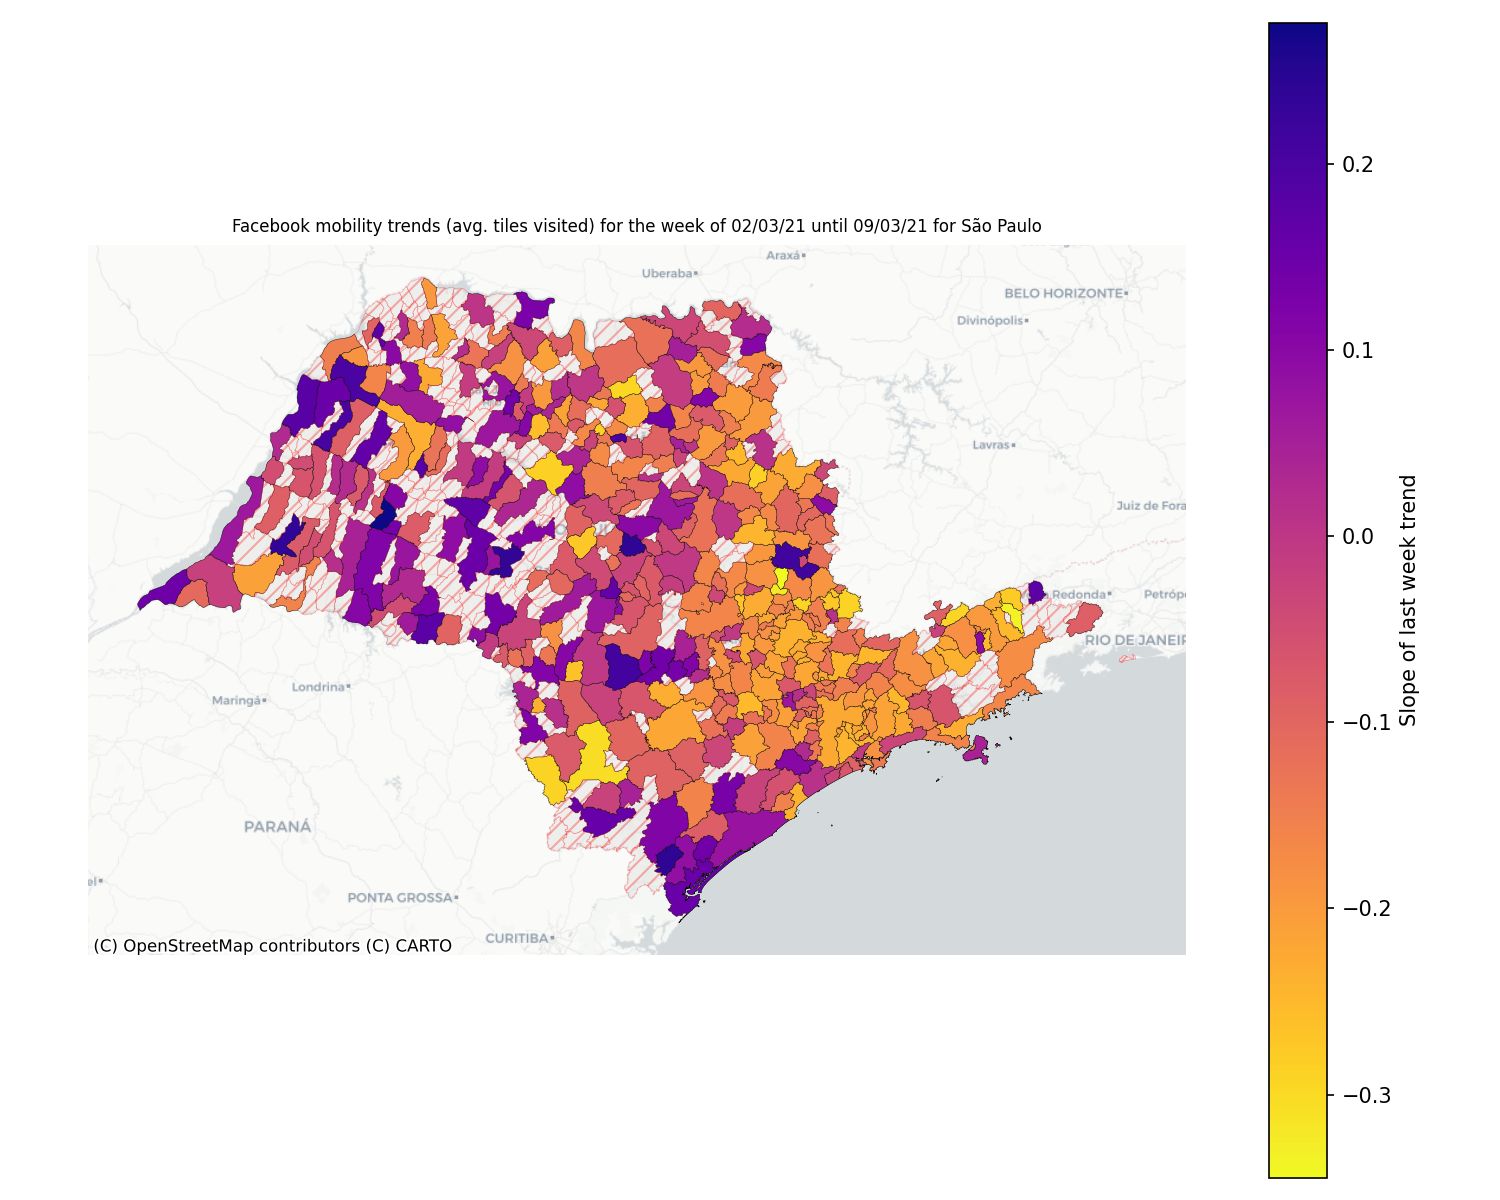 Facebook mobility trends (avg. tiles visited) for the week of 02/03/21 until 09/03/21 for São Paulo
Araxá
Uberaba
BELO HORIZONTE
Divinópolis
Lavras
Juiz de Fora
Redonda
Petróp
RIO DE JANEIR
Londrina
Maringá
PARANÁ
el
PONTA GROSSA
CURITIBA
(C) OpenStreetMap contributors (C) CARTO
0.2
0.1
0.0
−0.1
−0.2
−0.3
Slope of last week trend